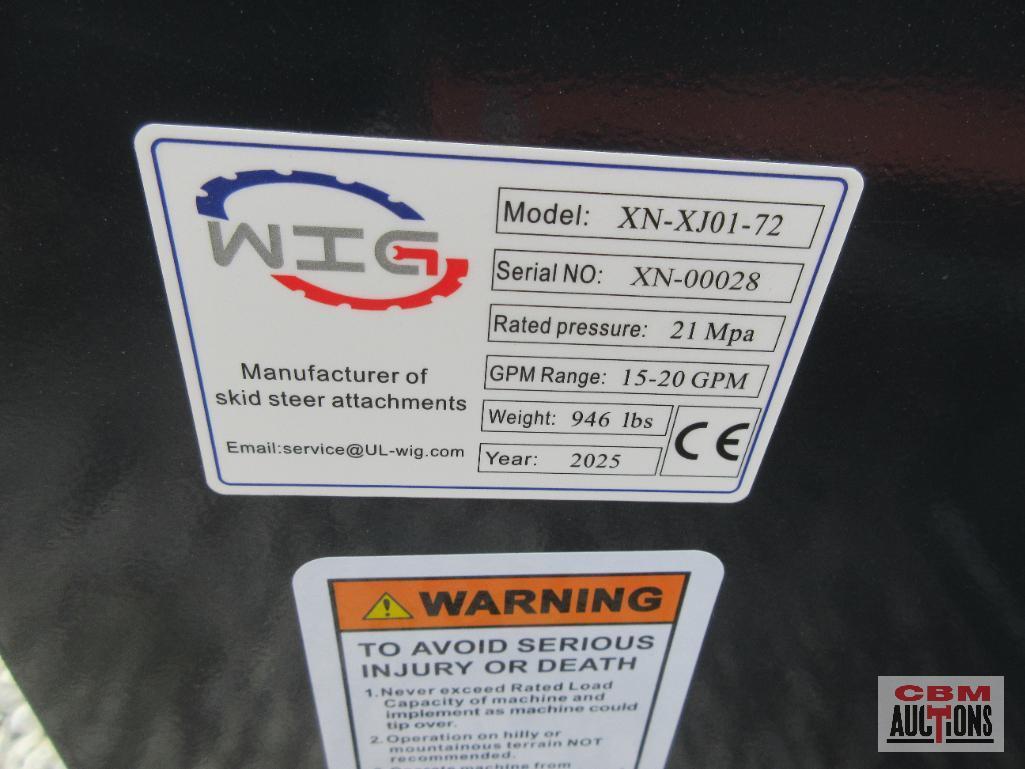 WIG
Manufacturer of
skid steer attachments
Email:service@UL-wig.com
Model: XN-XJ01-72
Serial NO: XN-00028
Rated pressure: 21 Mpa
GPM Range: 15-20 GPM
Weight: 946 lbs
Year: 2025
CE
WARNING
TO AVOID SERIOUS
INJURY OR DEATH
1.Never exceed Rated Load
Capacity of machine and
implement as machine could
tip over.
2.Operation on hilly or
mountainous terrain NOT
recommended.
machine from
CBM
AUCTIONS